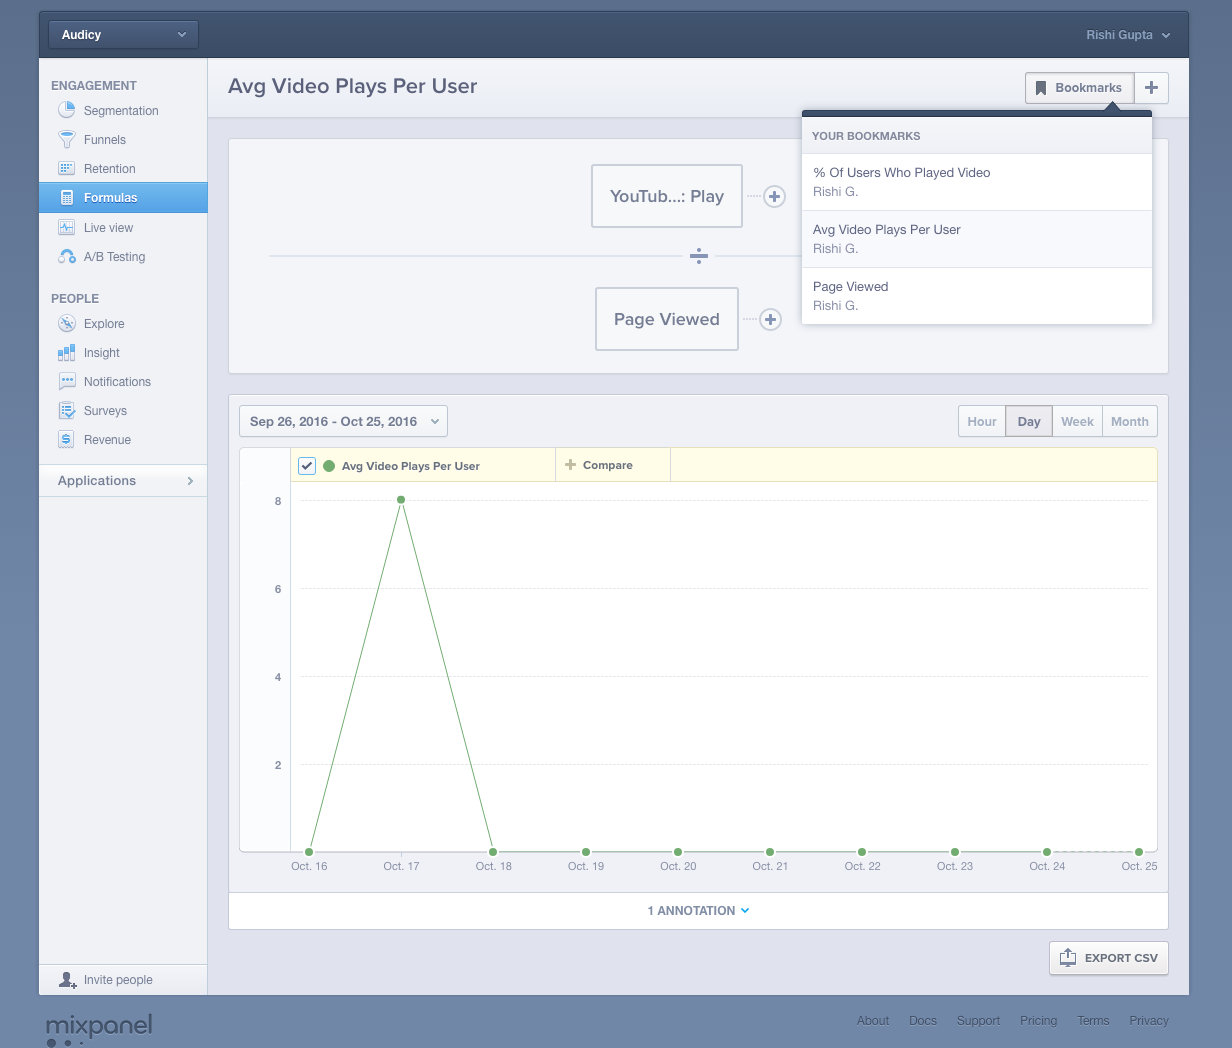 Audicy
Rishi Gupta
ENGAGEMENT
Segmentation
Funnels
Retention
Formulas
Live view
A/B Testing
PEOPLE
Explore
Insight
Notifications
Surveys
Revenue
Applications
Invite people
Avg Video Plays Per User
Bookmarks
YOUR BOOKMARKS
% Of Users Who Played Video
Rishi G.
Avg Video Plays Per User
Rishi G.
Page Viewed
Rishi G.
YouTub...: Play
Page Viewed
Sep 26, 2016 - Oct 25, 2016
Hour Day Week Month
Avg Video Plays Per User
Compare
8
6
4
2
Oct. 16 Oct. 17 Oct. 18 Oct. 19 Oct. 20 Oct. 21 Oct. 22 Oct. 23 Oct. 24 Oct. 25
1 ANNOTATION
EXPORT CSV
mixpanel
About Docs Support Pricing Terms Privacy